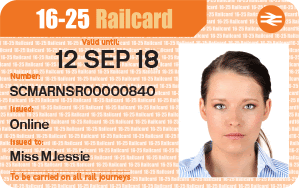 16-25 Railcard
Valid until:
12 SEP 18
Number:
SCMARNSR00000840
Issued:
Online
Issued to:
Miss MJessie
To be carried on all rail journeys